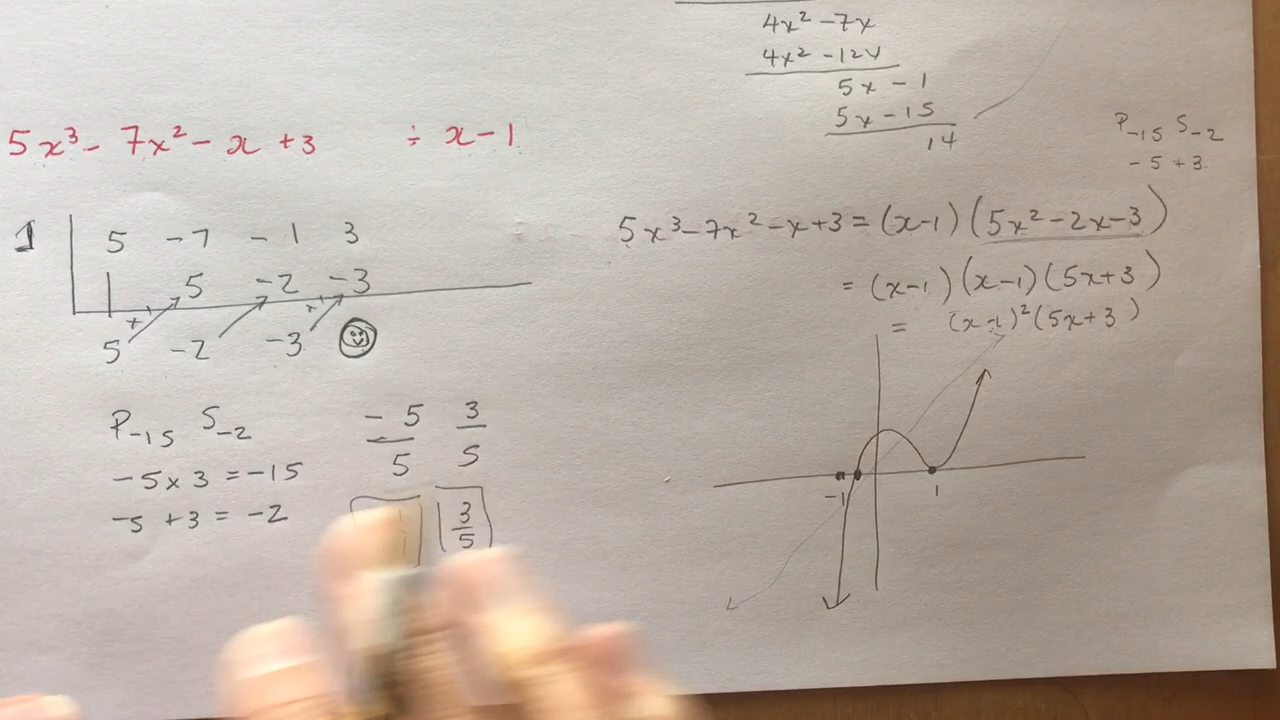 4x² -7x
4x² -12x
5x - 1
5x - 15
14
5x³ - 7x² - x + 3 ÷ x - 1
1 5 -7 -1 3
5 -2 -3
+ +
5 -2 -3
P₋₁₅ S₋₂
-5 x 3 = -15
-5 + 3 = -2
-5/5 3/5
3/5
P₋₁₅ S₋₂
-5 +3
5x³-7x²-x+3 = (x-1) (5x²-2x-3)
= (x-1) (x-1) (5x+3)
= (x-1)² (5x+3)
-1 1